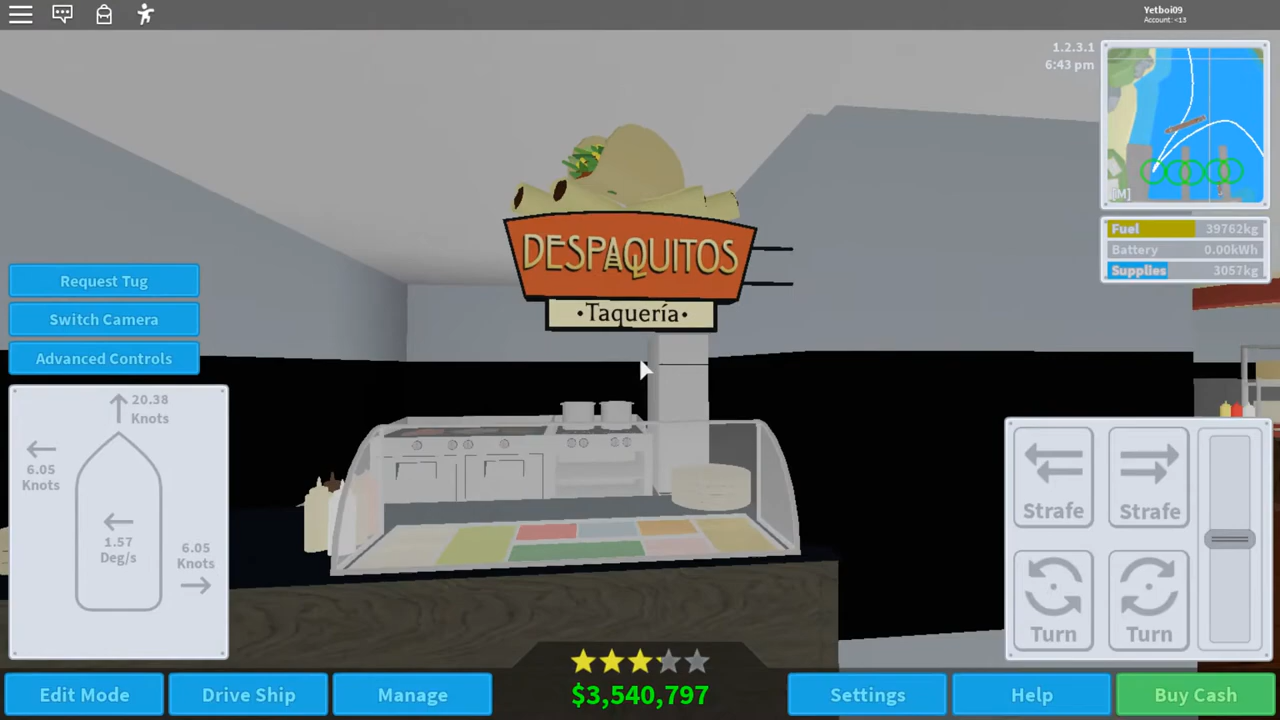 Yetboi09
Account: <13
1.2.3.1
6:43 pm
[M]
Fuel 39762kg
Battery 0.00kWh
Supplies 3057kg
DESPAQUITOS
•Taquería•
Request Tug
Switch Camera
Advanced Controls
20.38
Knots
6.05
Knots
1.57
Deg/s
6.05
Knots
Strafe
Strafe
Turn
Turn
$3,540,797
Edit Mode
Drive Ship
Manage
Settings
Help
Buy Cash